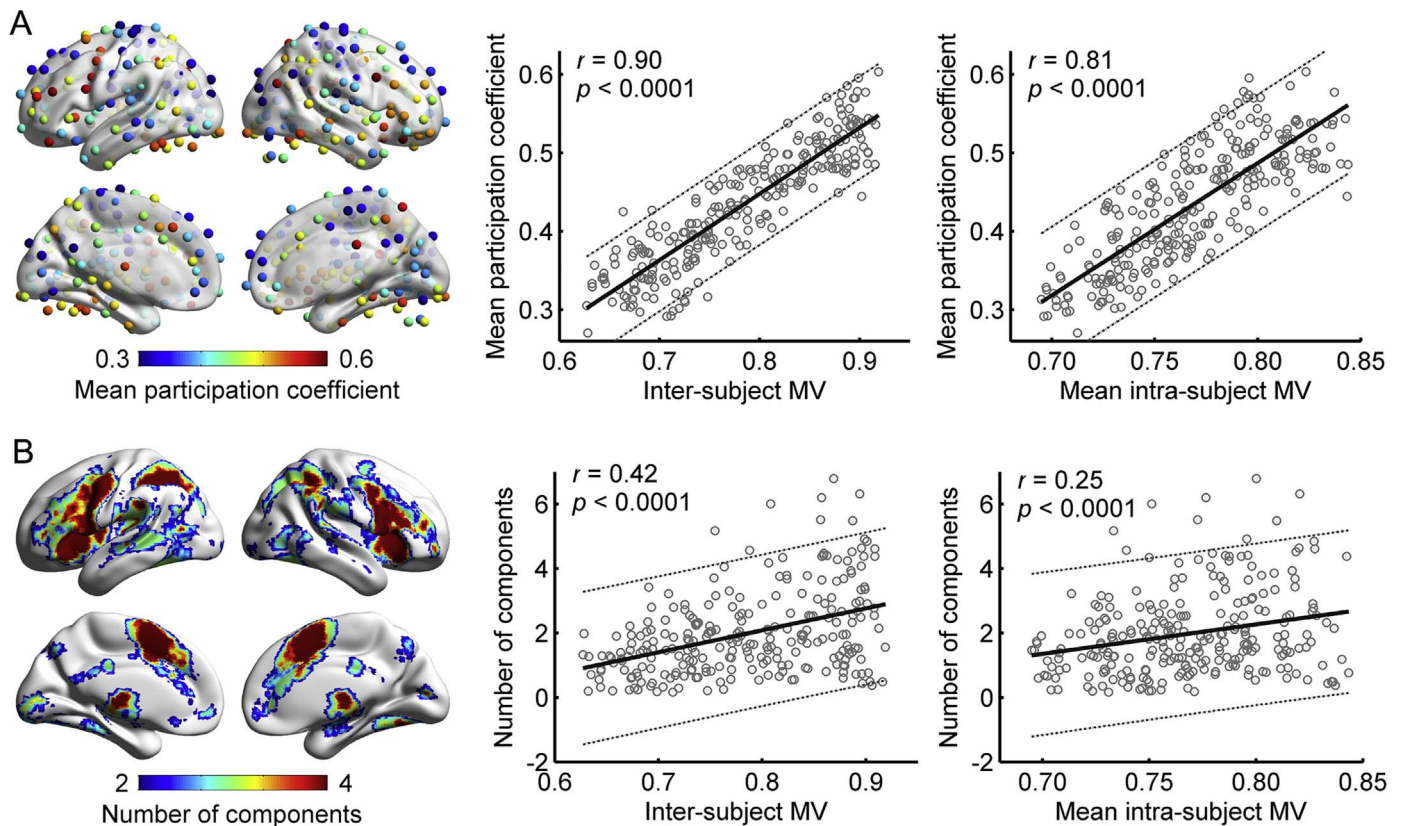 A
0.3 0.6
Mean participation coefficient
Mean participation coefficient
r = 0.90
p < 0.0001
0.6
0.5
0.4
0.3
0.6 0.7 0.8 0.9
Inter-subject MV
Mean participation coefficient
r = 0.81
p < 0.0001
0.6
0.5
0.4
0.3
0.70 0.75 0.80 0.85
Mean intra-subject MV
B
2 4
Number of components
Number of components
r = 0.42
p < 0.0001
6
4
2
0
-2
0.6 0.7 0.8 0.9
Inter-subject MV
Number of components
r = 0.25
p < 0.0001
6
4
2
0
-2
0.70 0.75 0.80 0.85
Mean intra-subject MV